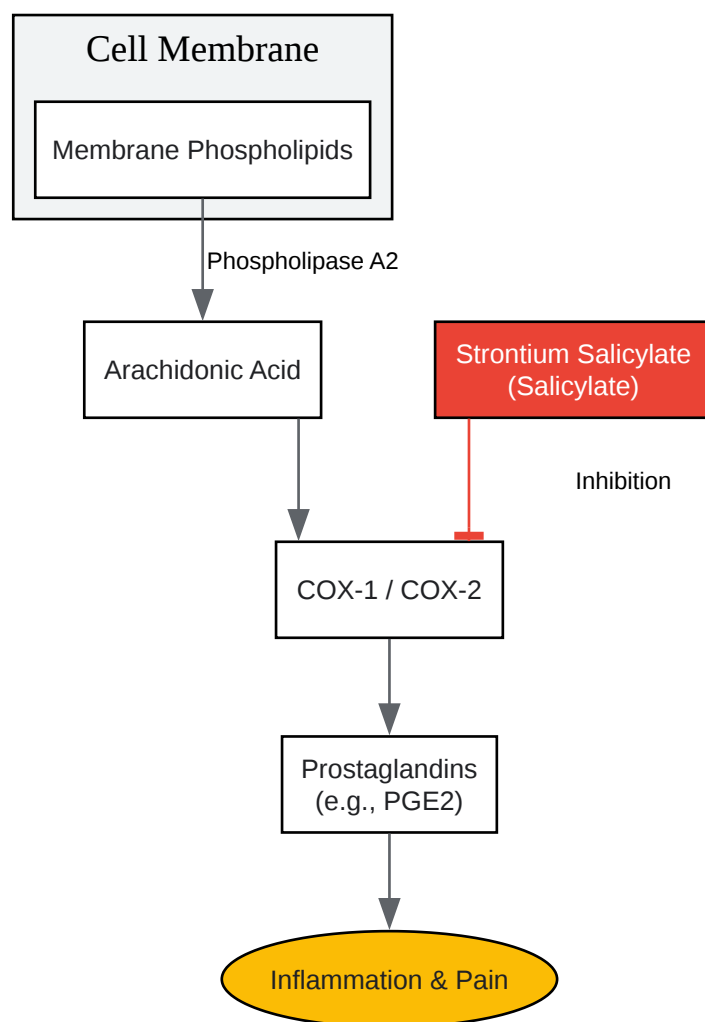 Cell Membrane
Membrane Phospholipids
Phospholipase A2
Arachidonic Acid
Strontium Salicylate
(Salicylate)
Inhibition
COX-1 / COX-2
Prostaglandins
(e.g., PGE2)
Inflammation & Pain